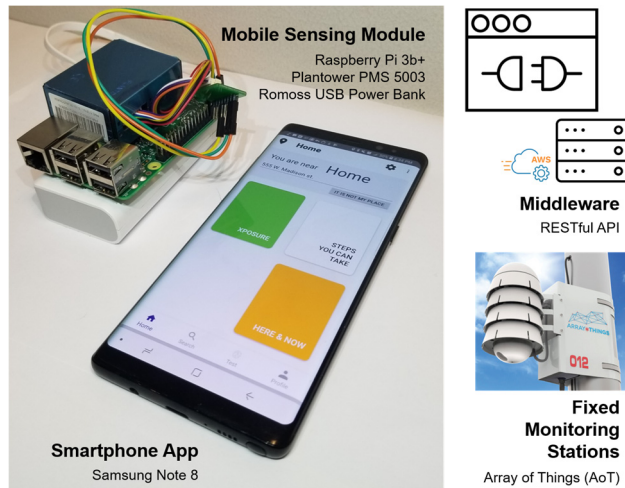 Mobile Sensing Module
Raspberry Pi 3b+
Plantower PMS 5003
Romoss USB Power Bank
Home
You are near Home
IT IS NOT MY PLACE
XPOSURE
STEPS
YOU CAN
TAKE
HERE & NOW
Home
Search
Profile
Smartphone App
Samsung Note 8
AWS
Middleware
RESTful API
ARRAY of THINGS
012
Fixed
Monitoring
Stations
Array of Things (AoT)